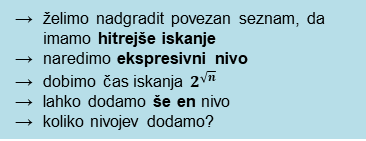 → želimo nadgradit povezan seznam, da
imamo hitrejše iskanje
→ naredimo ekspresivni nivo
→ dobimo čas iskanja 2^√n
→ lahko dodamo še en nivo
→ koliko nivojev dodamo?